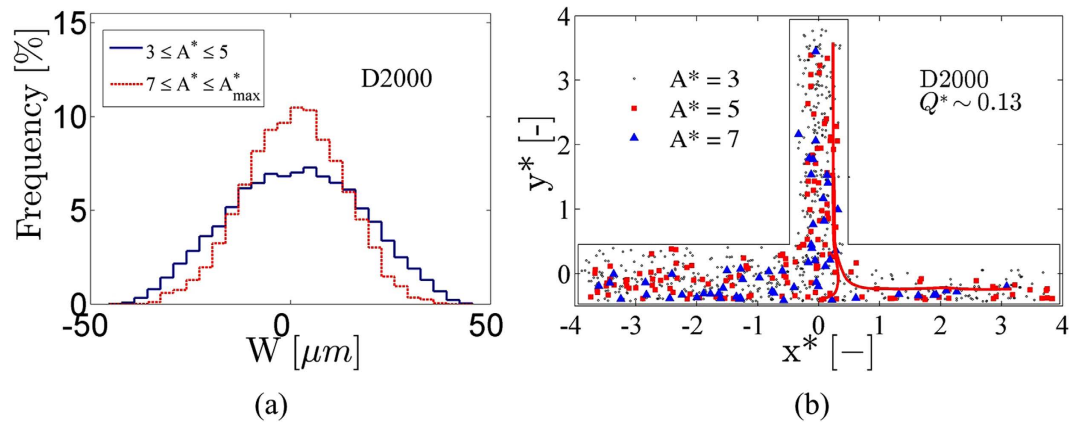 15
10
5
0
Frequency [%]
3 ≤ A* ≤ 5
7 ≤ A* ≤ A*max
D2000
-50
0
50
W [μm]
(a)
4
3
2
1
0
y* [-]
A* = 3
A* = 5
A* = 7
D2000
Q* ~ 0.13
-4
-3
-2
-1
0
1
2
3
4
x* [−]
(b)